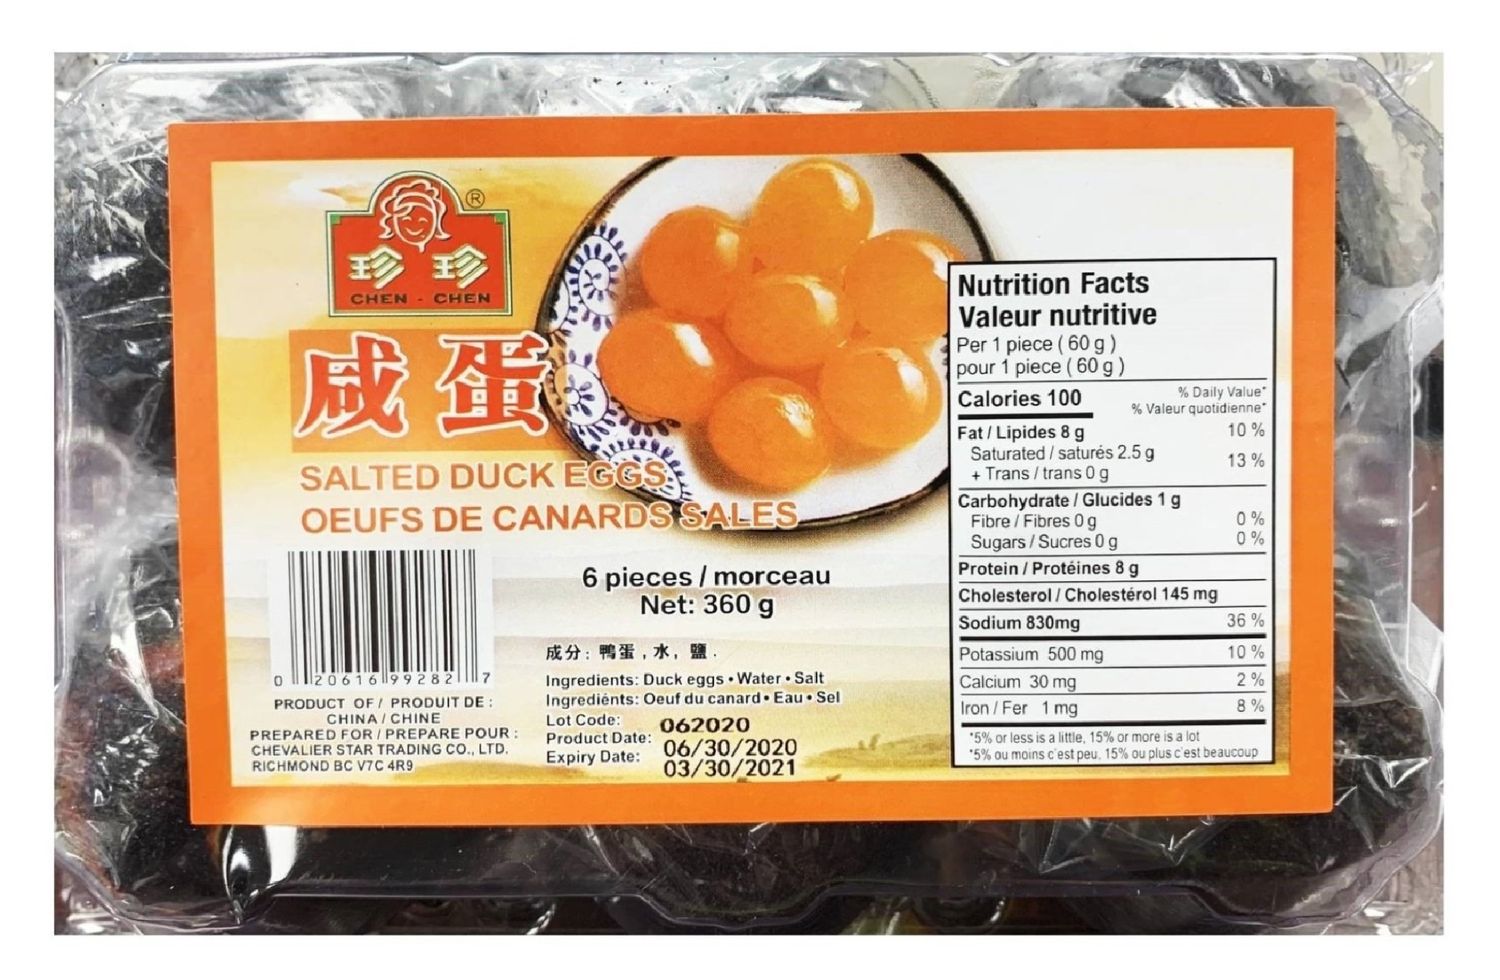 ®
珍珍
CHEN - CHEN
咸蛋
SALTED DUCK EGGS
OEUFS DE CANARDS SALES
6 pieces / morceau
Net: 360 g
成分: 鴨蛋, 水, 鹽.
Ingredients: Duck eggs • Water • Salt
Ingrediénts: Oeuf du canard • Eau • Sel
Lot Code: 062020
Product Date: 06/30/2020
Expiry Date: 03/30/2021
0 20616 99282 7
PRODUCT OF / PRODUIT DE :
CHINA / CHINE
PREPARED FOR / PREPARE POUR :
CHEVALIER STAR TRADING CO., LTD.
RICHMOND BC V7C 4R9
Nutrition Facts
Valeur nutritive
Per 1 piece ( 60 g )
pour 1 piece ( 60 g )
Calories 100
% Daily Value*
% Valeur quotidienne*
Fat / Lipides 8 g 10 %
Saturated / saturés 2.5 g
+ Trans / trans 0 g 13 %
Carbohydrate / Glucides 1 g
Fibre / Fibres 0 g 0 %
Sugars / Sucres 0 g 0 %
Protein / Protéines 8 g
Cholesterol / Cholestérol 145 mg
Sodium 830mg 36 %
Potassium 500 mg 10 %
Calcium 30 mg 2 %
Iron / Fer 1 mg 8 %
*5% or less is a little, 15% or more is a lot
*5% ou moins c'est peu, 15% ou plus c'est beaucoup